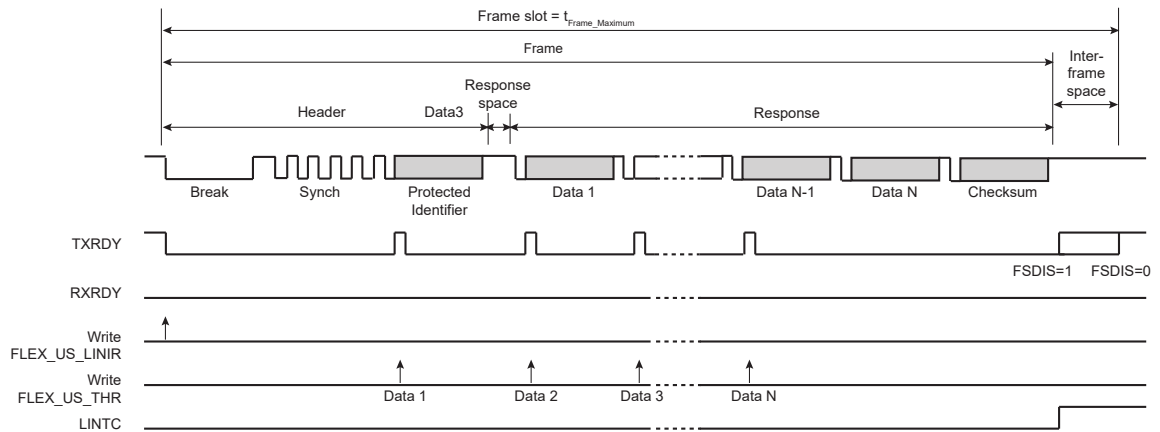 Frame slot = tFrame_Maximum
Frame
Inter-
frame
space
Response
space
Header
Data3
Response
Break
Synch
Protected
Identifier
Data 1
Data N-1
Data N
Checksum
TXRDY
FSDIS=1
FSDIS=0
RXRDY
Write
FLEX_US_LINIR
Write
FLEX_US_THR
Data 1
Data 2
Data 3
Data N
LINTC